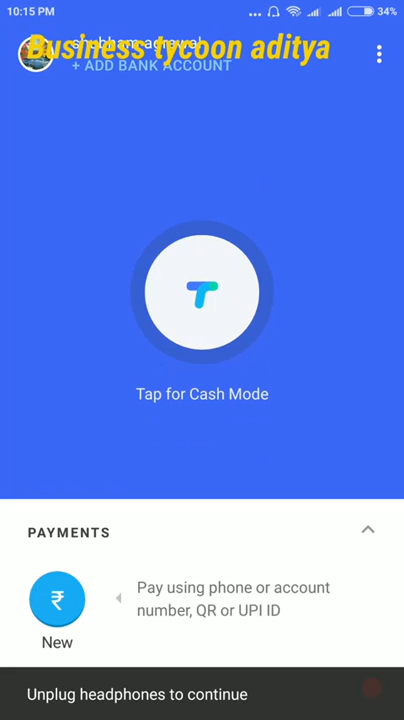 10:15 PM
34%
Business tycoon aditya
shubham agrawal
+ ADD BANK ACCOUNT
Tap for Cash Mode
PAYMENTS
₹
Pay using phone or account
number, QR or UPI ID
New
Unplug headphones to continue